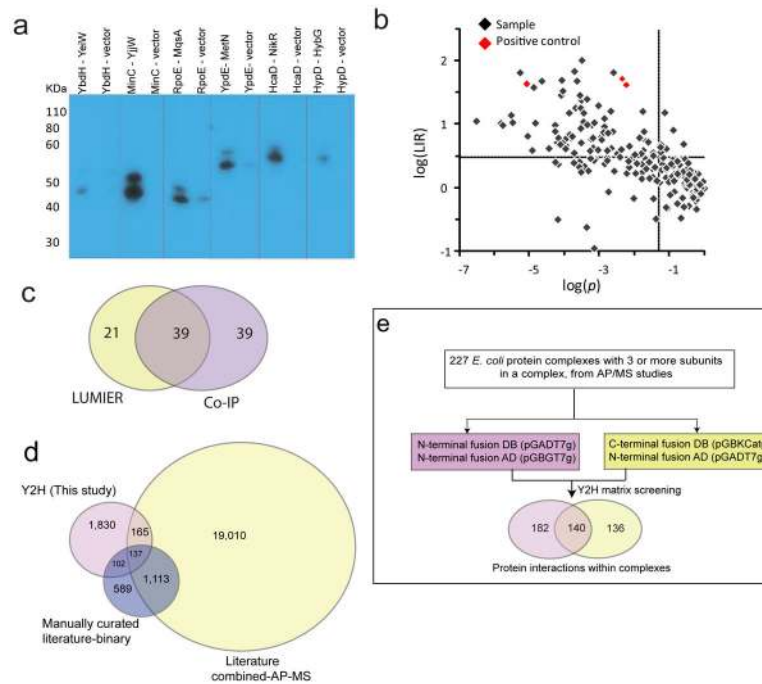 a
YbdH - YeiW
YbdH - vector
MinC - YjjW
MinC - vector
RpoE - MqsA
RpoE - vector
YpdE - MetN
YpdE- vector
HcaD - NikR
HcaD - vector
HypD - HybG
HypD - vector
KDa
110
80
60
50
40
30
b
Sample
Positive control
log(LIR)
2
1
0
-1
-7
-5
-3
-1
log(p)
c
21
39
39
LUMIER
Co-IP
d
Y2H (This study)
1,830
165
137
102
589
1,113
19,010
Manually curated
literature-binary
Literature
combined-AP-MS
e
227 E. coli protein complexes with 3 or more subunits
in a complex, from AP/MS studies
N-terminal fusion DB (pGADT7g)
N-terminal fusion AD (pGBGT7g)
C-terminal fusion DB (pGBKCatg
N-terminal fusion AD (pGADT7g)
Y2H matrix screening
182
140
136
Protein interactions within complexes